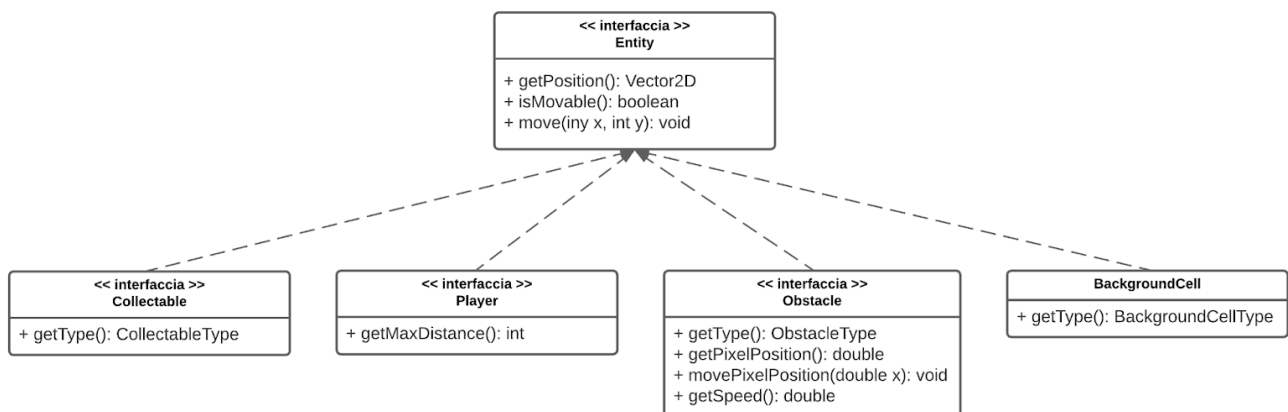 << interfaccia >>
Entity
+ getPosition(): Vector2D
+ isMovable(): boolean
+ move(iny x, int y): void
<< interfaccia >>
Collectable
+ getType(): CollectableType
<< interfaccia >>
Player
+ getMaxDistance(): int
<< interfaccia >>
Obstacle
+ getType(): ObstacleType
+ getPixelPosition(): double
+ movePixelPosition(double x): void
+ getSpeed(): double
BackgroundCell
+ getType(): BackgroundCellType